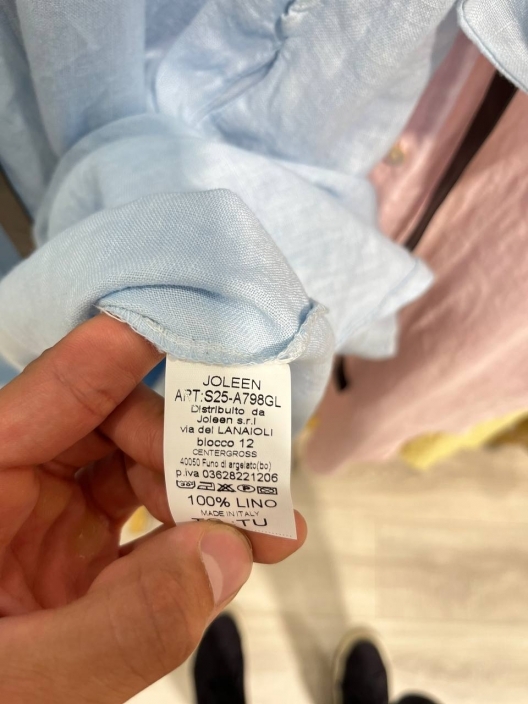 JOLEEN
ART:S25-A798GL
Distribuito da
Joleen s.r.l
via dei LANAIOLI
blocco 12
CENTERGROSS
40050 Funo di argelato(bo)
p.iva 03628221206
100% LINO
MADE IN ITALY